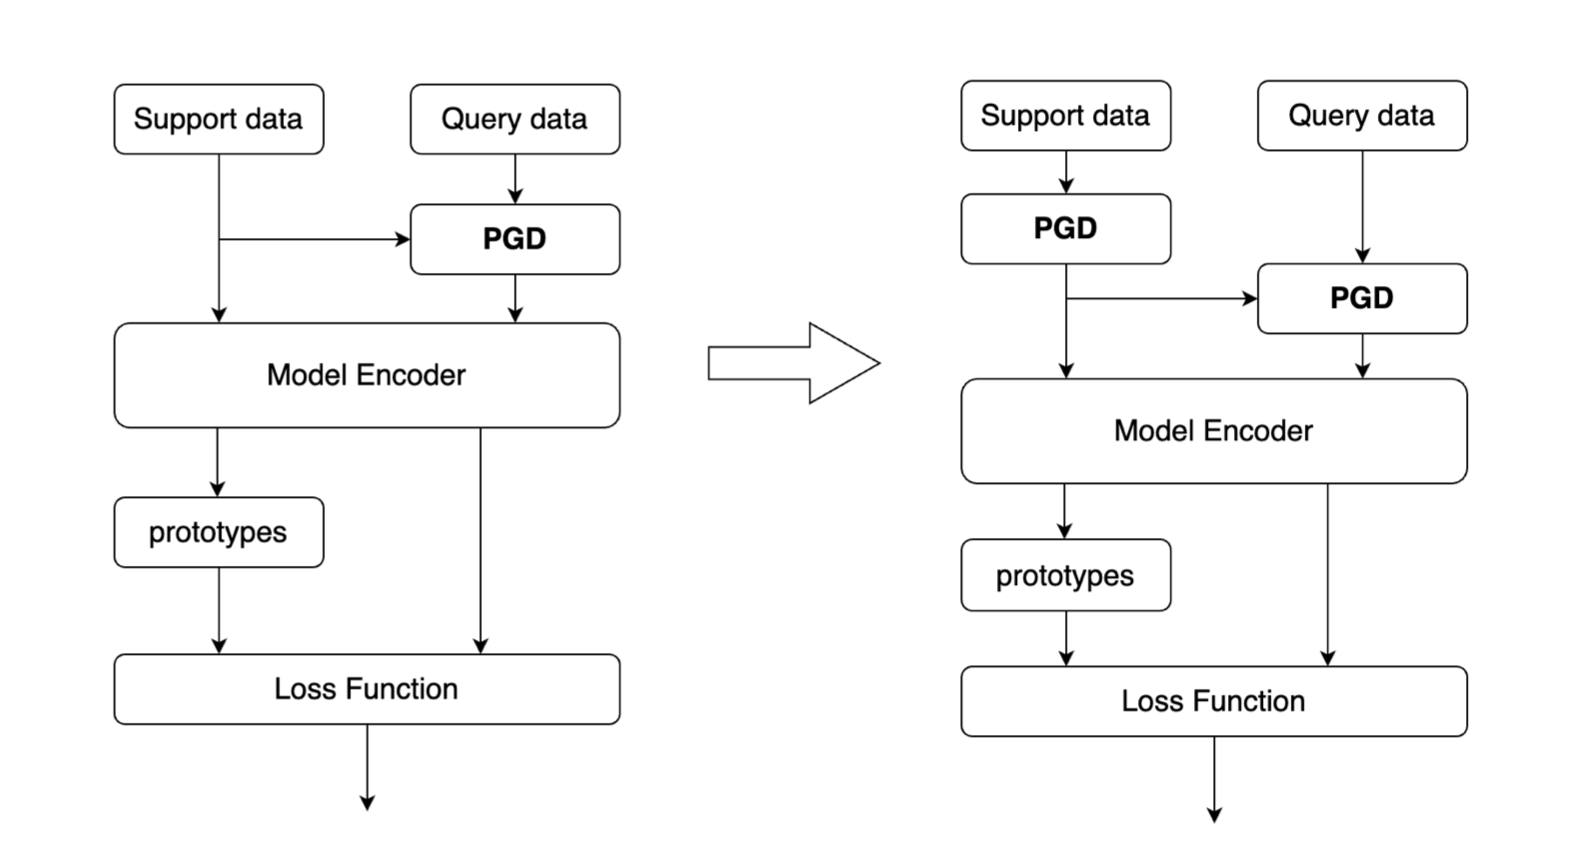 Support data
Query data
PGD
Model Encoder
prototypes
Loss Function
Support data
Query data
PGD
PGD
Model Encoder
prototypes
Loss Function